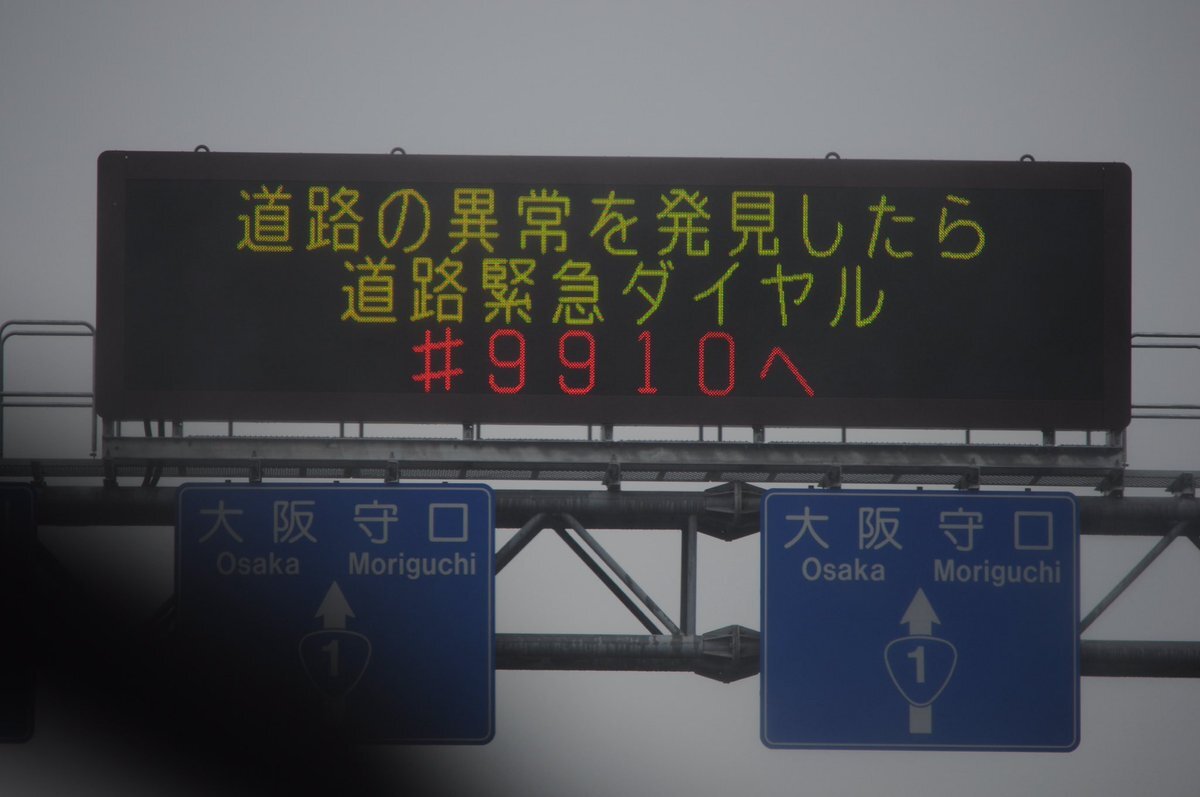 道路の異常を発見したら
道路緊急ダイヤル
#9910へ
大阪 守口
Osaka Moriguchi
1
大阪 守口
Osaka Moriguchi
1